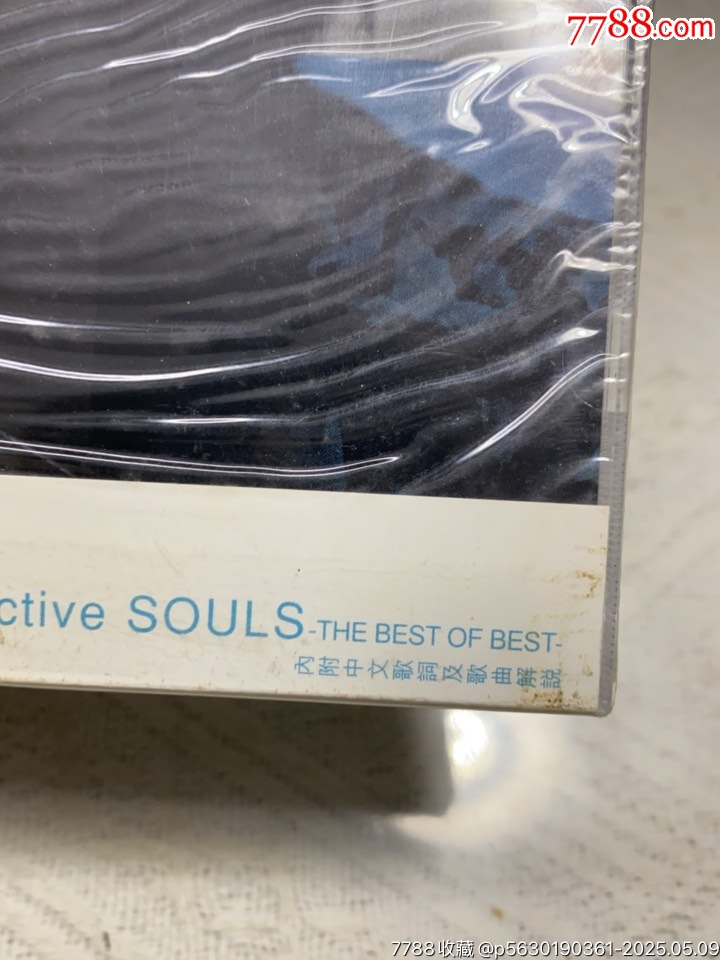 7788.com
ctive SOULS-THE BEST OF BEST-
內附中文歌詞及歌曲解說
7788收藏 @p5630190361-2025.05.09